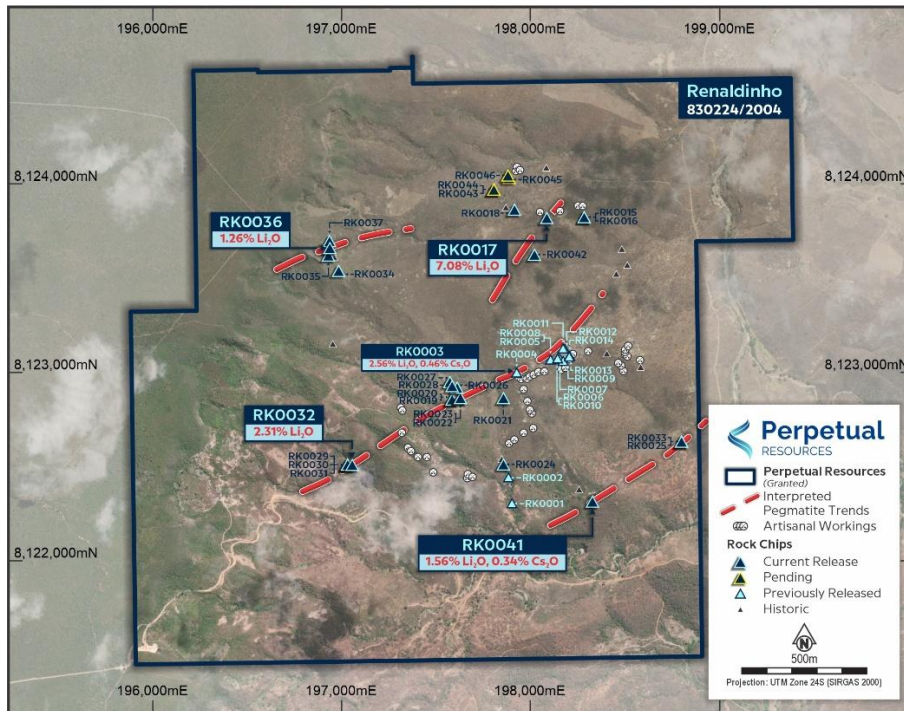 196,000mE
197,000mE
198,000mE
199,000mE
Renaldinho
830224/2004
8,124,000mN
8,124,000mN
RK0046
RK0045
RK0044
RK0043
RK0018
RK0015
RK0016
RK0037
RK0036
1.26% Li₂O
RK0017
7.08% Li₂O
RK0042
RK0035
RK0034
RK0011
RK0008
RK0005
RK0012
RK0014
RK0004
8,123,000mN
8,123,000mN
RK0003
2.56% Li₂O, 0.46% Cs₂O
RK0013
RK0009
RK0007
RK0006
RK0010
RK0027
RK0028
RK0020
RK0019
RK0026
RK0023
RK0022
RK0021
RK0032
2.31% Li₂O
RK0033
RK0025
RK0029
RK0030
RK0031
RK0024
RK0002
RK0001
RK0041
1.56% Li₂O, 0.34% Cs₂O
8,122,000mN
8,122,000mN
Perpetual
RESOURCES
Perpetual Resources
(Granted)
Interpreted
Pegmatite Trends
Artisanal Workings
Rock Chips
Current Release
Pending
Previously Released
Historic
N
500m
Projection: UTM Zone 24S (SIRGAS 2000)
196,000mE
197,000mE
198,000mE